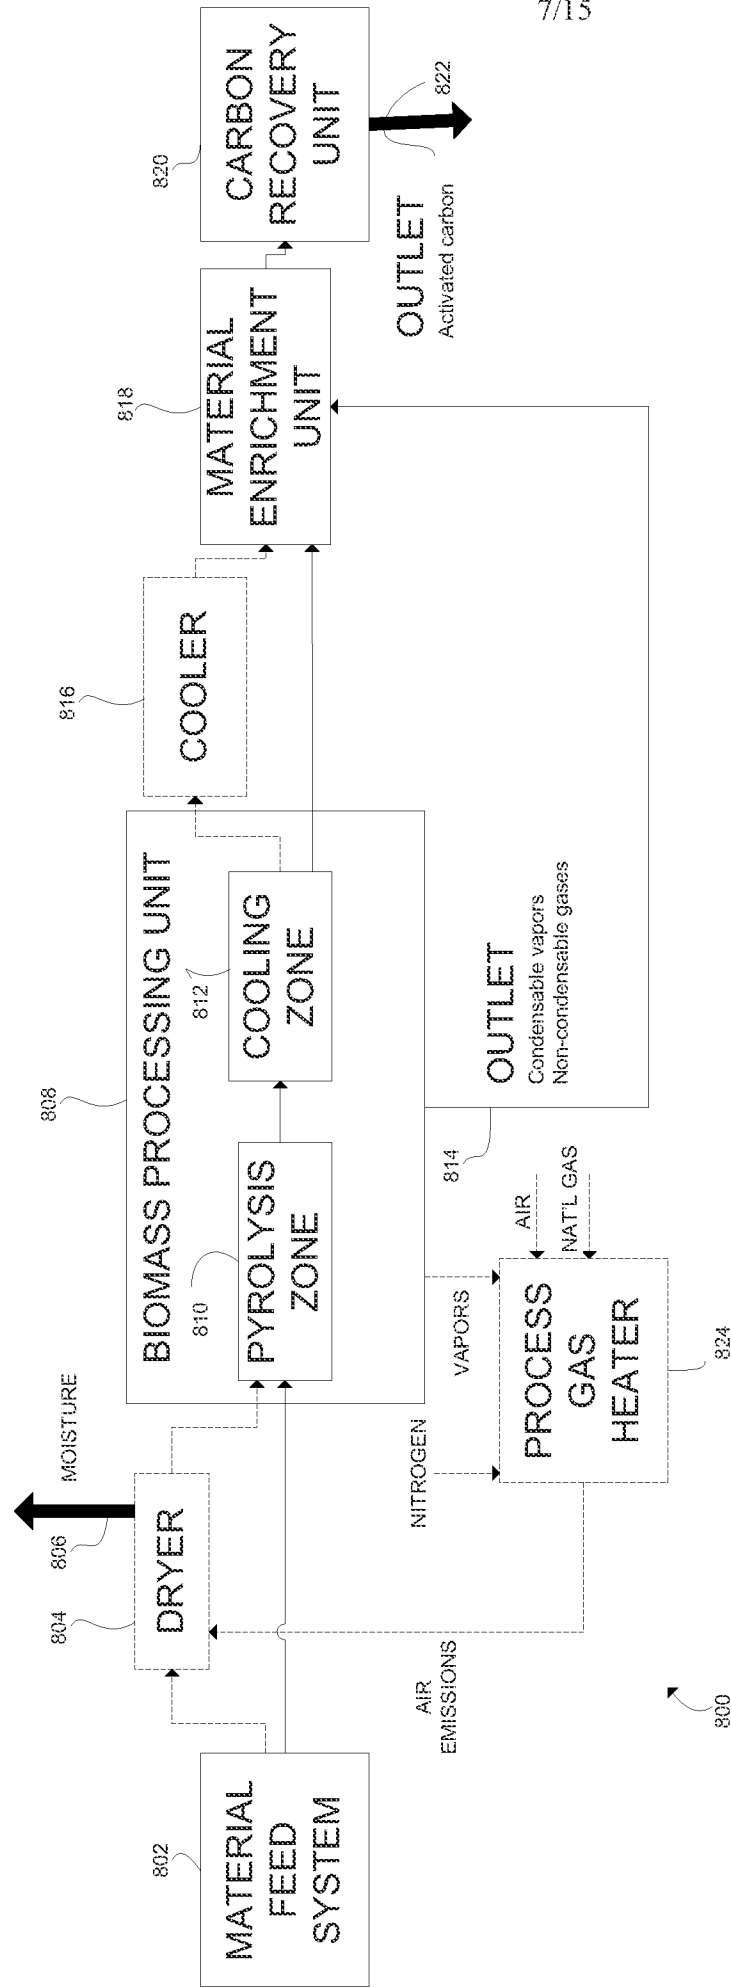 7/15
802
MATERIAL
FEED
SYSTEM
804
DRYER
806
MOISTURE
808
BIOMASS PROCESSING UNIT
810
PYROLYSIS
ZONE
812
COOLING
ZONE
816
COOLER
818
MATERIAL
ENRICHMENT
UNIT
820
CARBON
RECOVERY
UNIT
822
OUTLET
Activated carbon
814
OUTLET
Condensable vapors
Non-condensable gases
AIR
NAT'L GAS
VAPORS
NITROGEN
PROCESS
GAS
HEATER
824
AIR
EMISSIONS
800